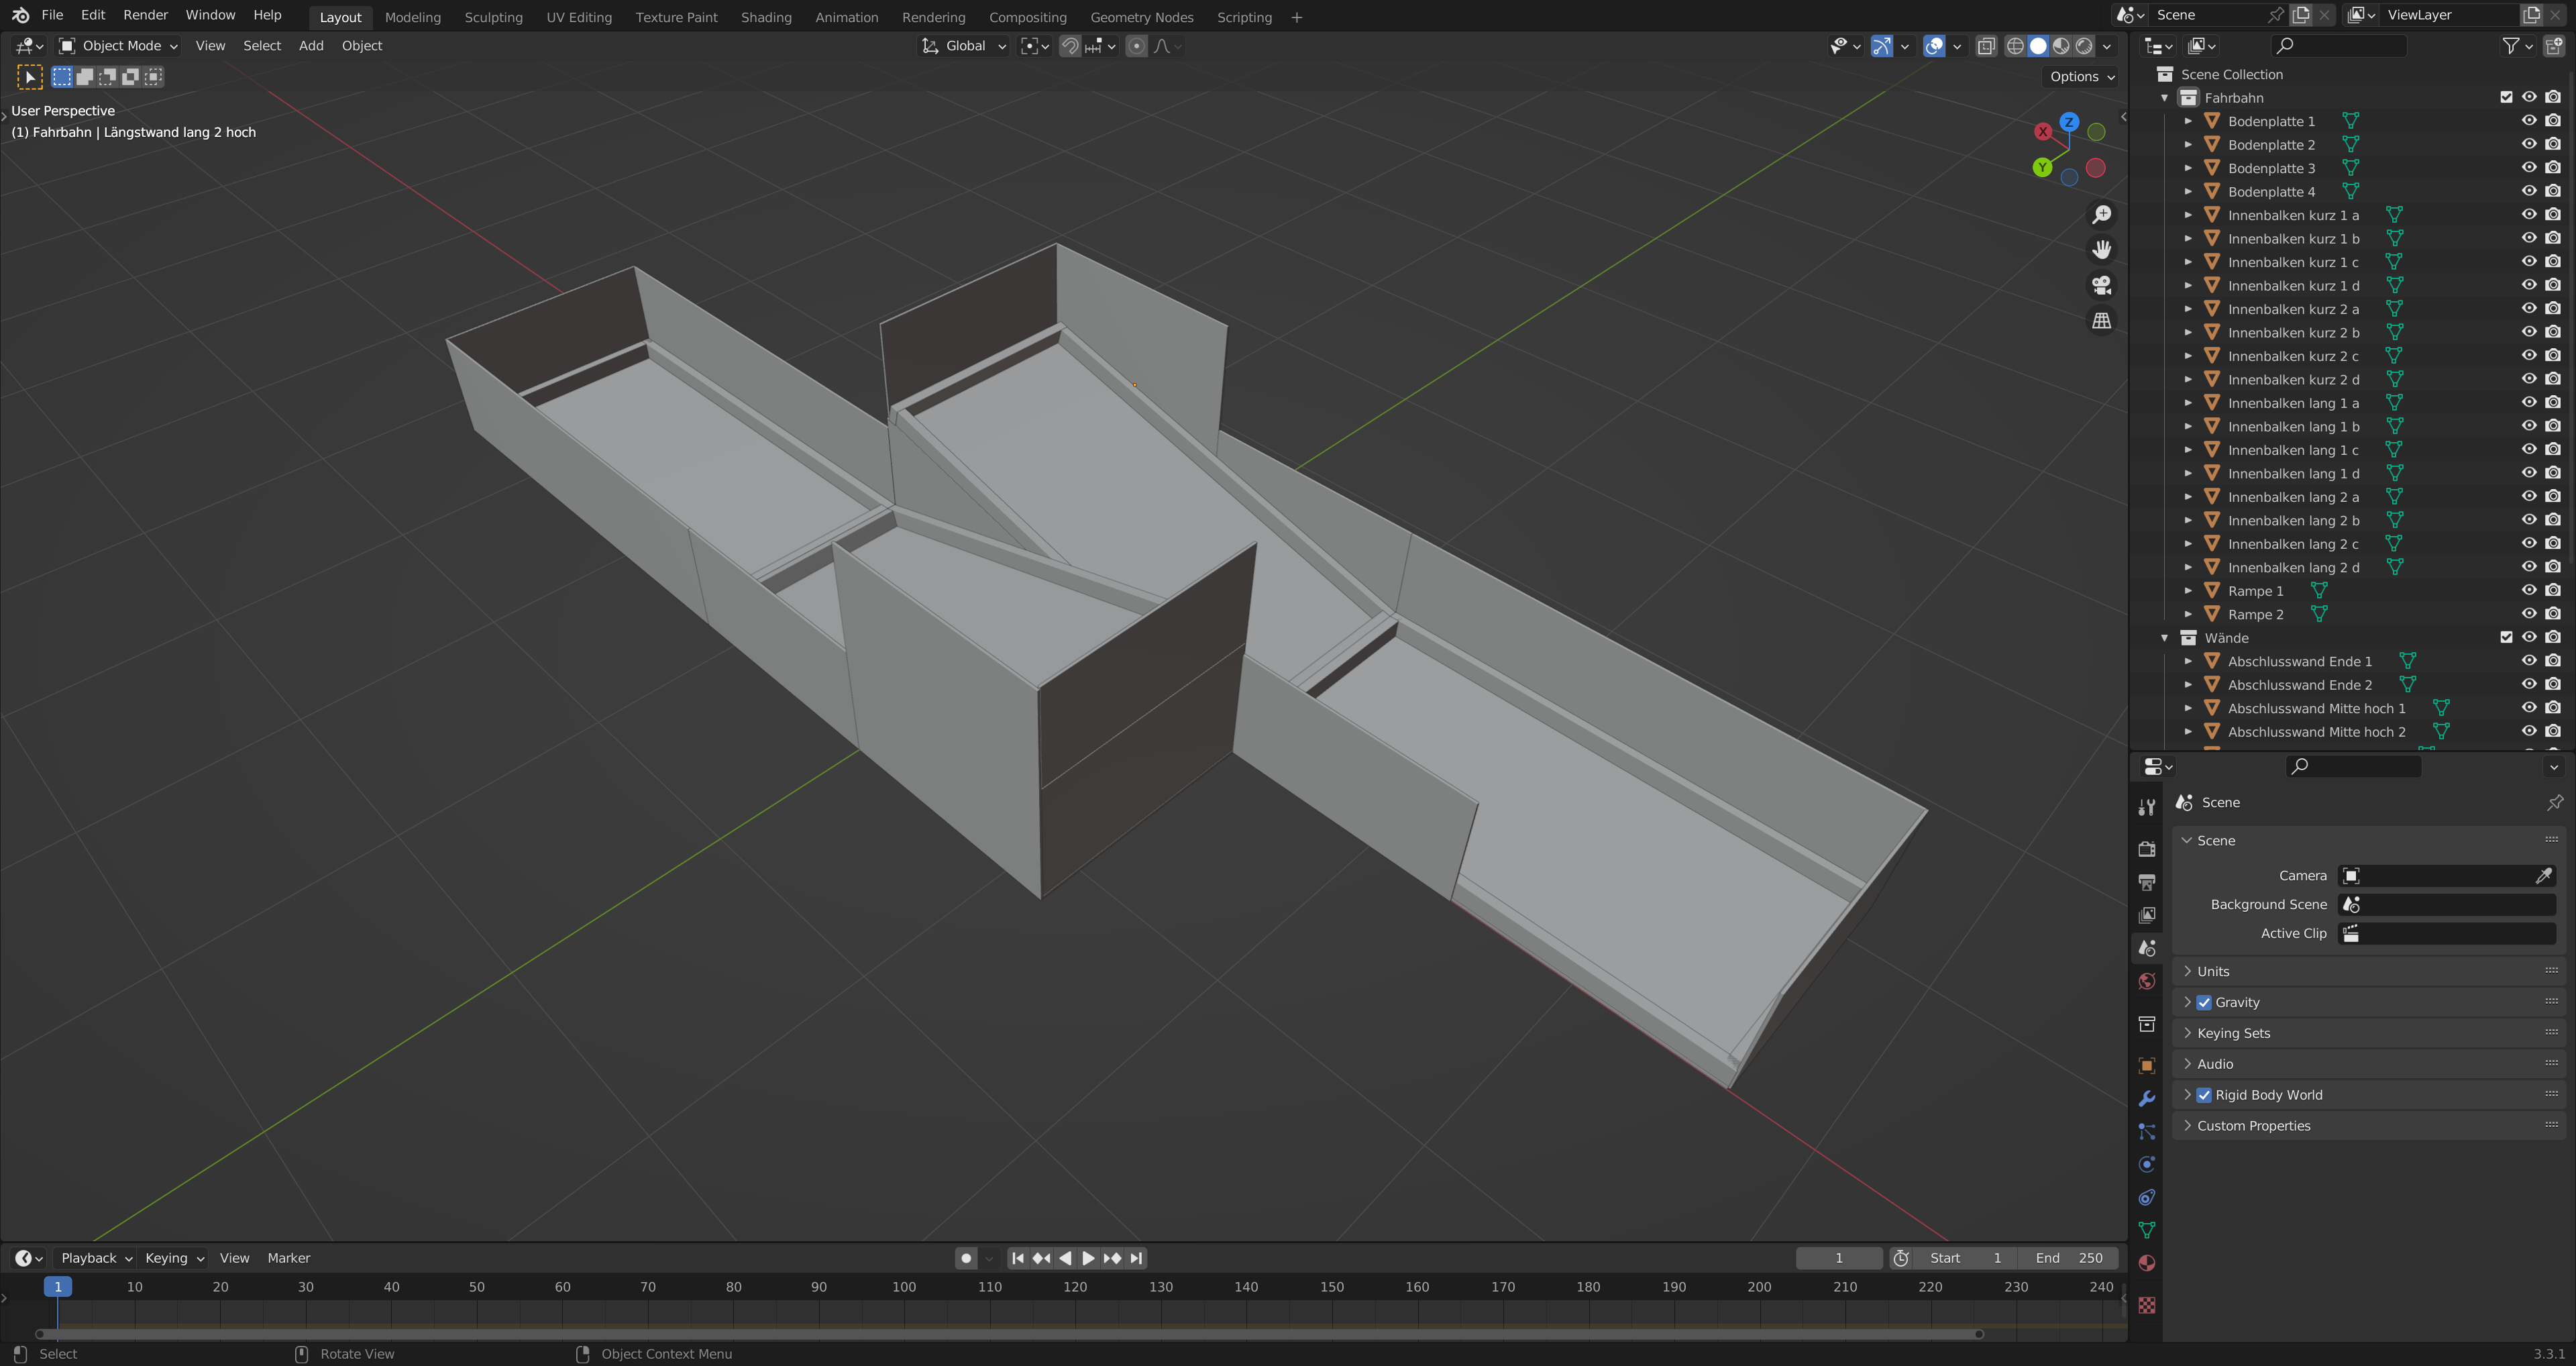 File Edit Render Window Help Layout Modeling Sculpting UV Editing Texture Paint Shading Animation Rendering Compositing Geometry Nodes Scripting + Scene ViewLayer
Object Mode View Select Add Object Global
Options
User Perspective
(1) Fahrbahn | Längstwand lang 2 hoch
X
Y
Z
Scene Collection
Fahrbahn
Bodenplatte 1
Bodenplatte 2
Bodenplatte 3
Bodenplatte 4
Innenbalken kurz 1 a
Innenbalken kurz 1 b
Innenbalken kurz 1 c
Innenbalken kurz 1 d
Innenbalken kurz 2 a
Innenbalken kurz 2 b
Innenbalken kurz 2 c
Innenbalken kurz 2 d
Innenbalken lang 1 a
Innenbalken lang 1 b
Innenbalken lang 1 c
Innenbalken lang 1 d
Innenbalken lang 2 a
Innenbalken lang 2 b
Innenbalken lang 2 c
Innenbalken lang 2 d
Rampe 1
Rampe 2
Wände
Abschlusswand Ende 1
Abschlusswand Ende 2
Abschlusswand Mitte hoch 1
Abschlusswand Mitte hoch 2
Scene
Scene
Camera
Background Scene
Active Clip
Units
Gravity
Keying Sets
Audio
Rigid Body World
Custom Properties
Playback Keying View Marker 1 Start 1 End 250
1 10 20 30 40 50 60 70 80 90 100 110 120 130 140 150 160 170 180 190 200 210 220 230 240
Select Rotate View Object Context Menu 3.3.1